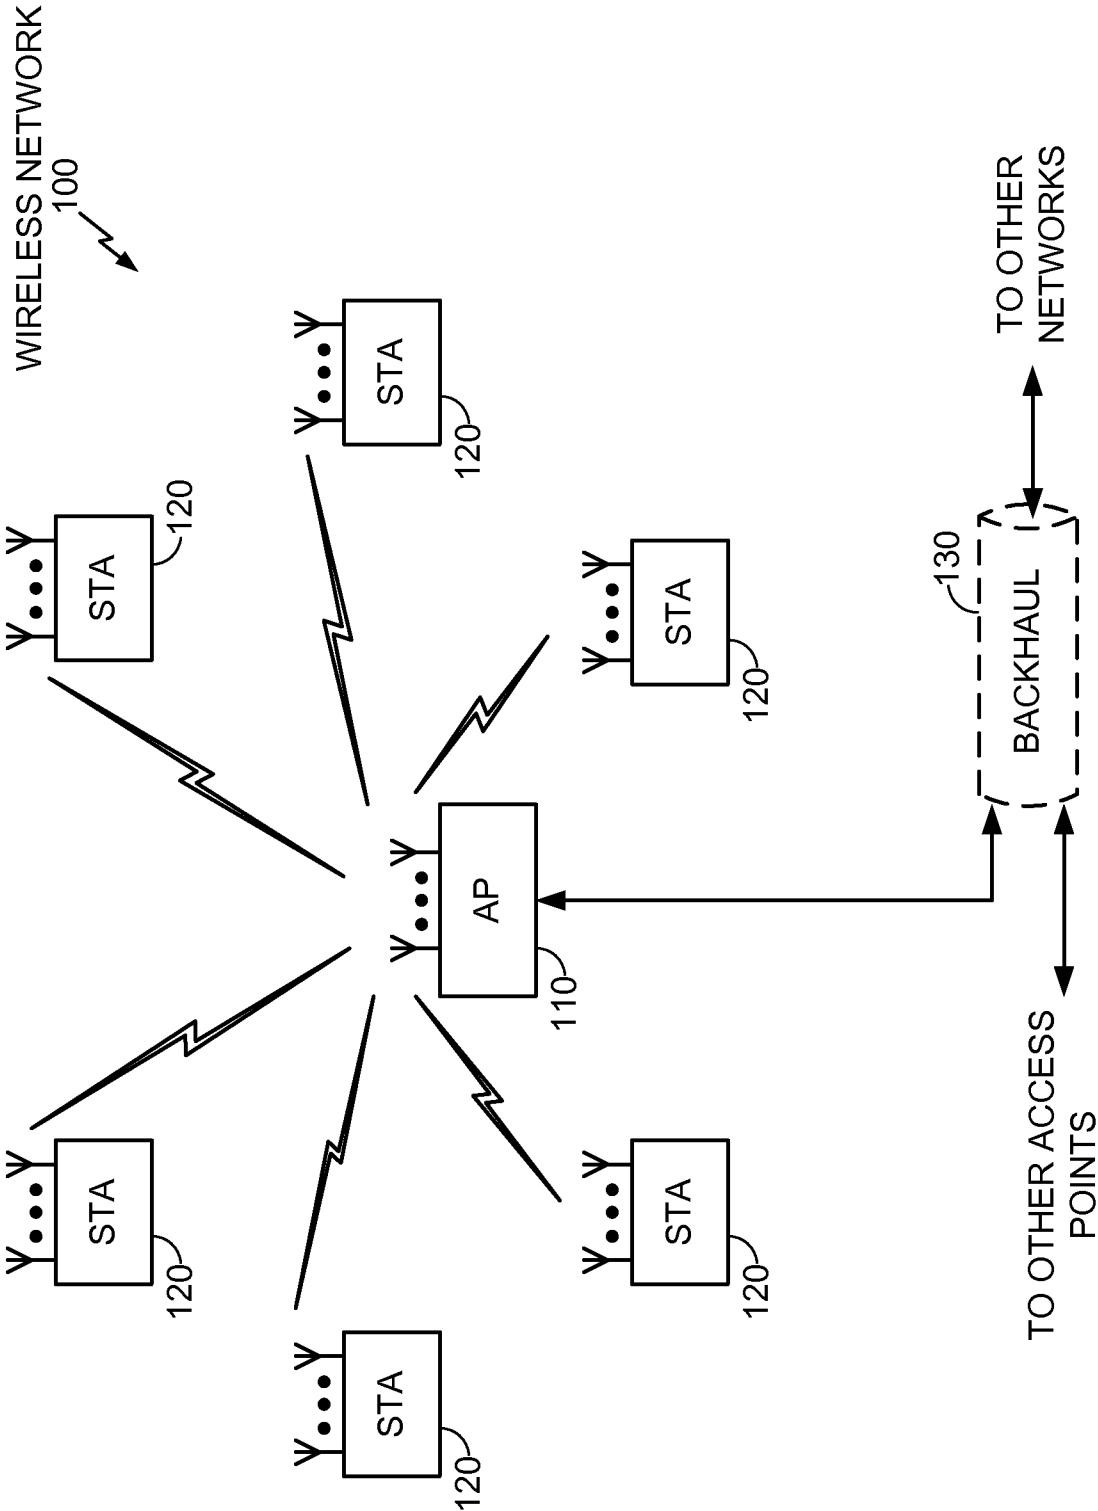 WIRELESS NETWORK
100
STA
120
STA
120
STA
120
STA
120
AP
110
STA
120
STA
120
130
BACKHAUL
TO OTHER ACCESS
POINTS
TO OTHER
NETWORKS